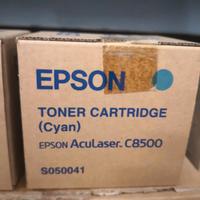 EPSON
TONER CARTRIDGE
(Cyan)
EPSON AcuLaser C8500
S050041